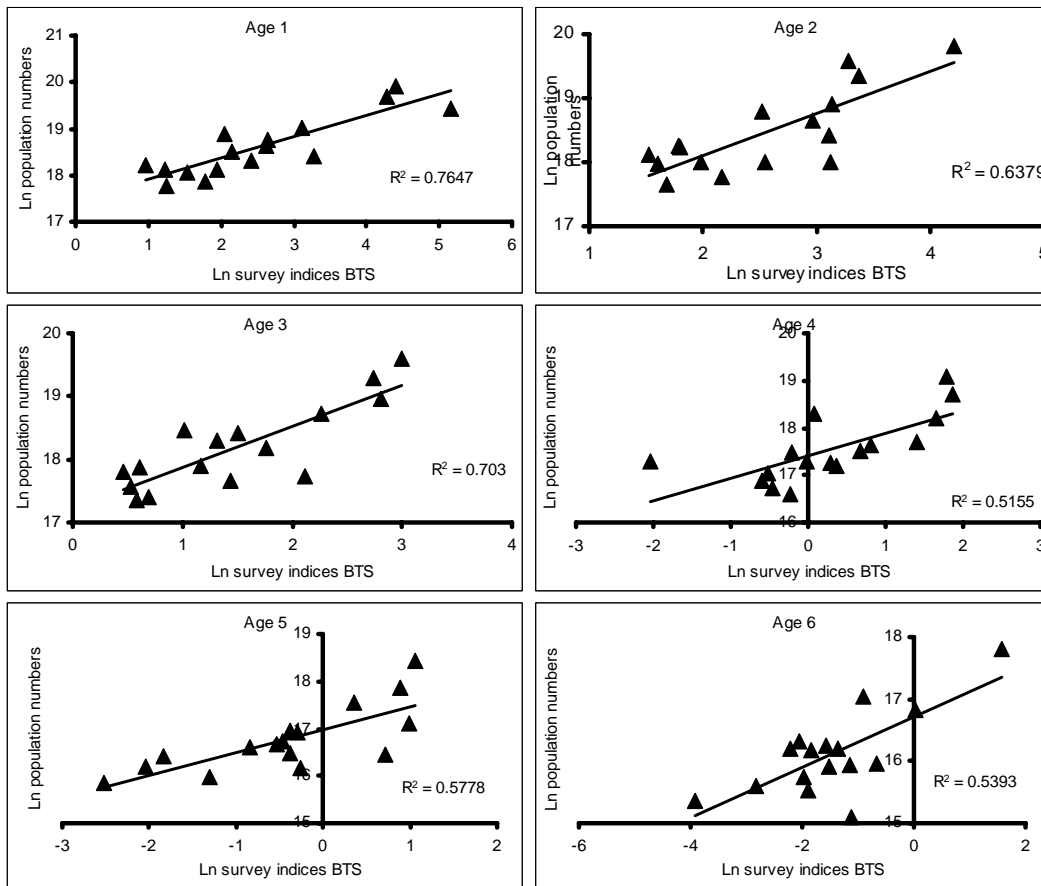 Age 1
Ln population numbers
21
20
19
18
17
0 1 2 3 4 5 6
R² = 0.7647
Ln survey indices BTS
Age 2
Ln population numbers
20
19
18
17
1 2 3 4 5
R² = 0.6379
Ln survey indices BTS
Age 3
Ln population numbers
20
19
18
17
0 1 2 3 4
R² = 0.703
Ln survey indices BTS
Age 4
Ln population numbers
20
19
18
17
16
-3 -2 -1 0 1 2 3
R² = 0.5155
Ln survey indices BTS
Age 5
Ln population numbers
19
18
17
16
15
-3 -2 -1 0 1 2
R² = 0.5778
Ln survey indices BTS
Age 6
Ln population numbers
18
17
16
15
-6 -4 -2 0 2
R² = 0.5393
Ln survey indices BTS